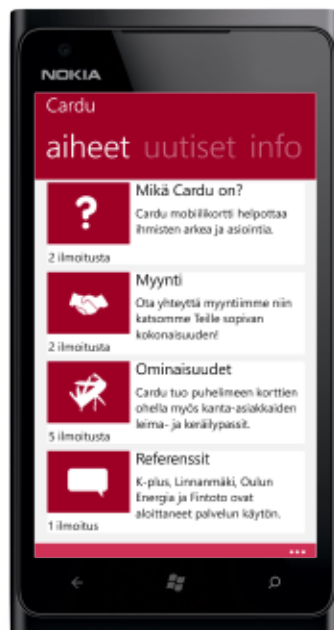 NOKIA
Cardu
aiheet uutiset info
Mikä Cardu on?
Cardu mobiilikortti helpottaa
ihmisten arkea ja asiointia.
2 ilmoitusta
Myynti
Ota yhteyttä myyntiimme niin
katsomme Teille sopivan
kokonaisuuden!
2 ilmoitusta
Ominaisuudet
Cardu tuo puhelimeen korttien
ohella myös kanta-asiakkaiden
leima- ja keräilypassit.
5 ilmoitusta
Referenssit
K-plus, Linnanmäki, Oulun
Energia ja Fintoto ovat
aloittaneet palvelun käytön.
1 ilmoitus